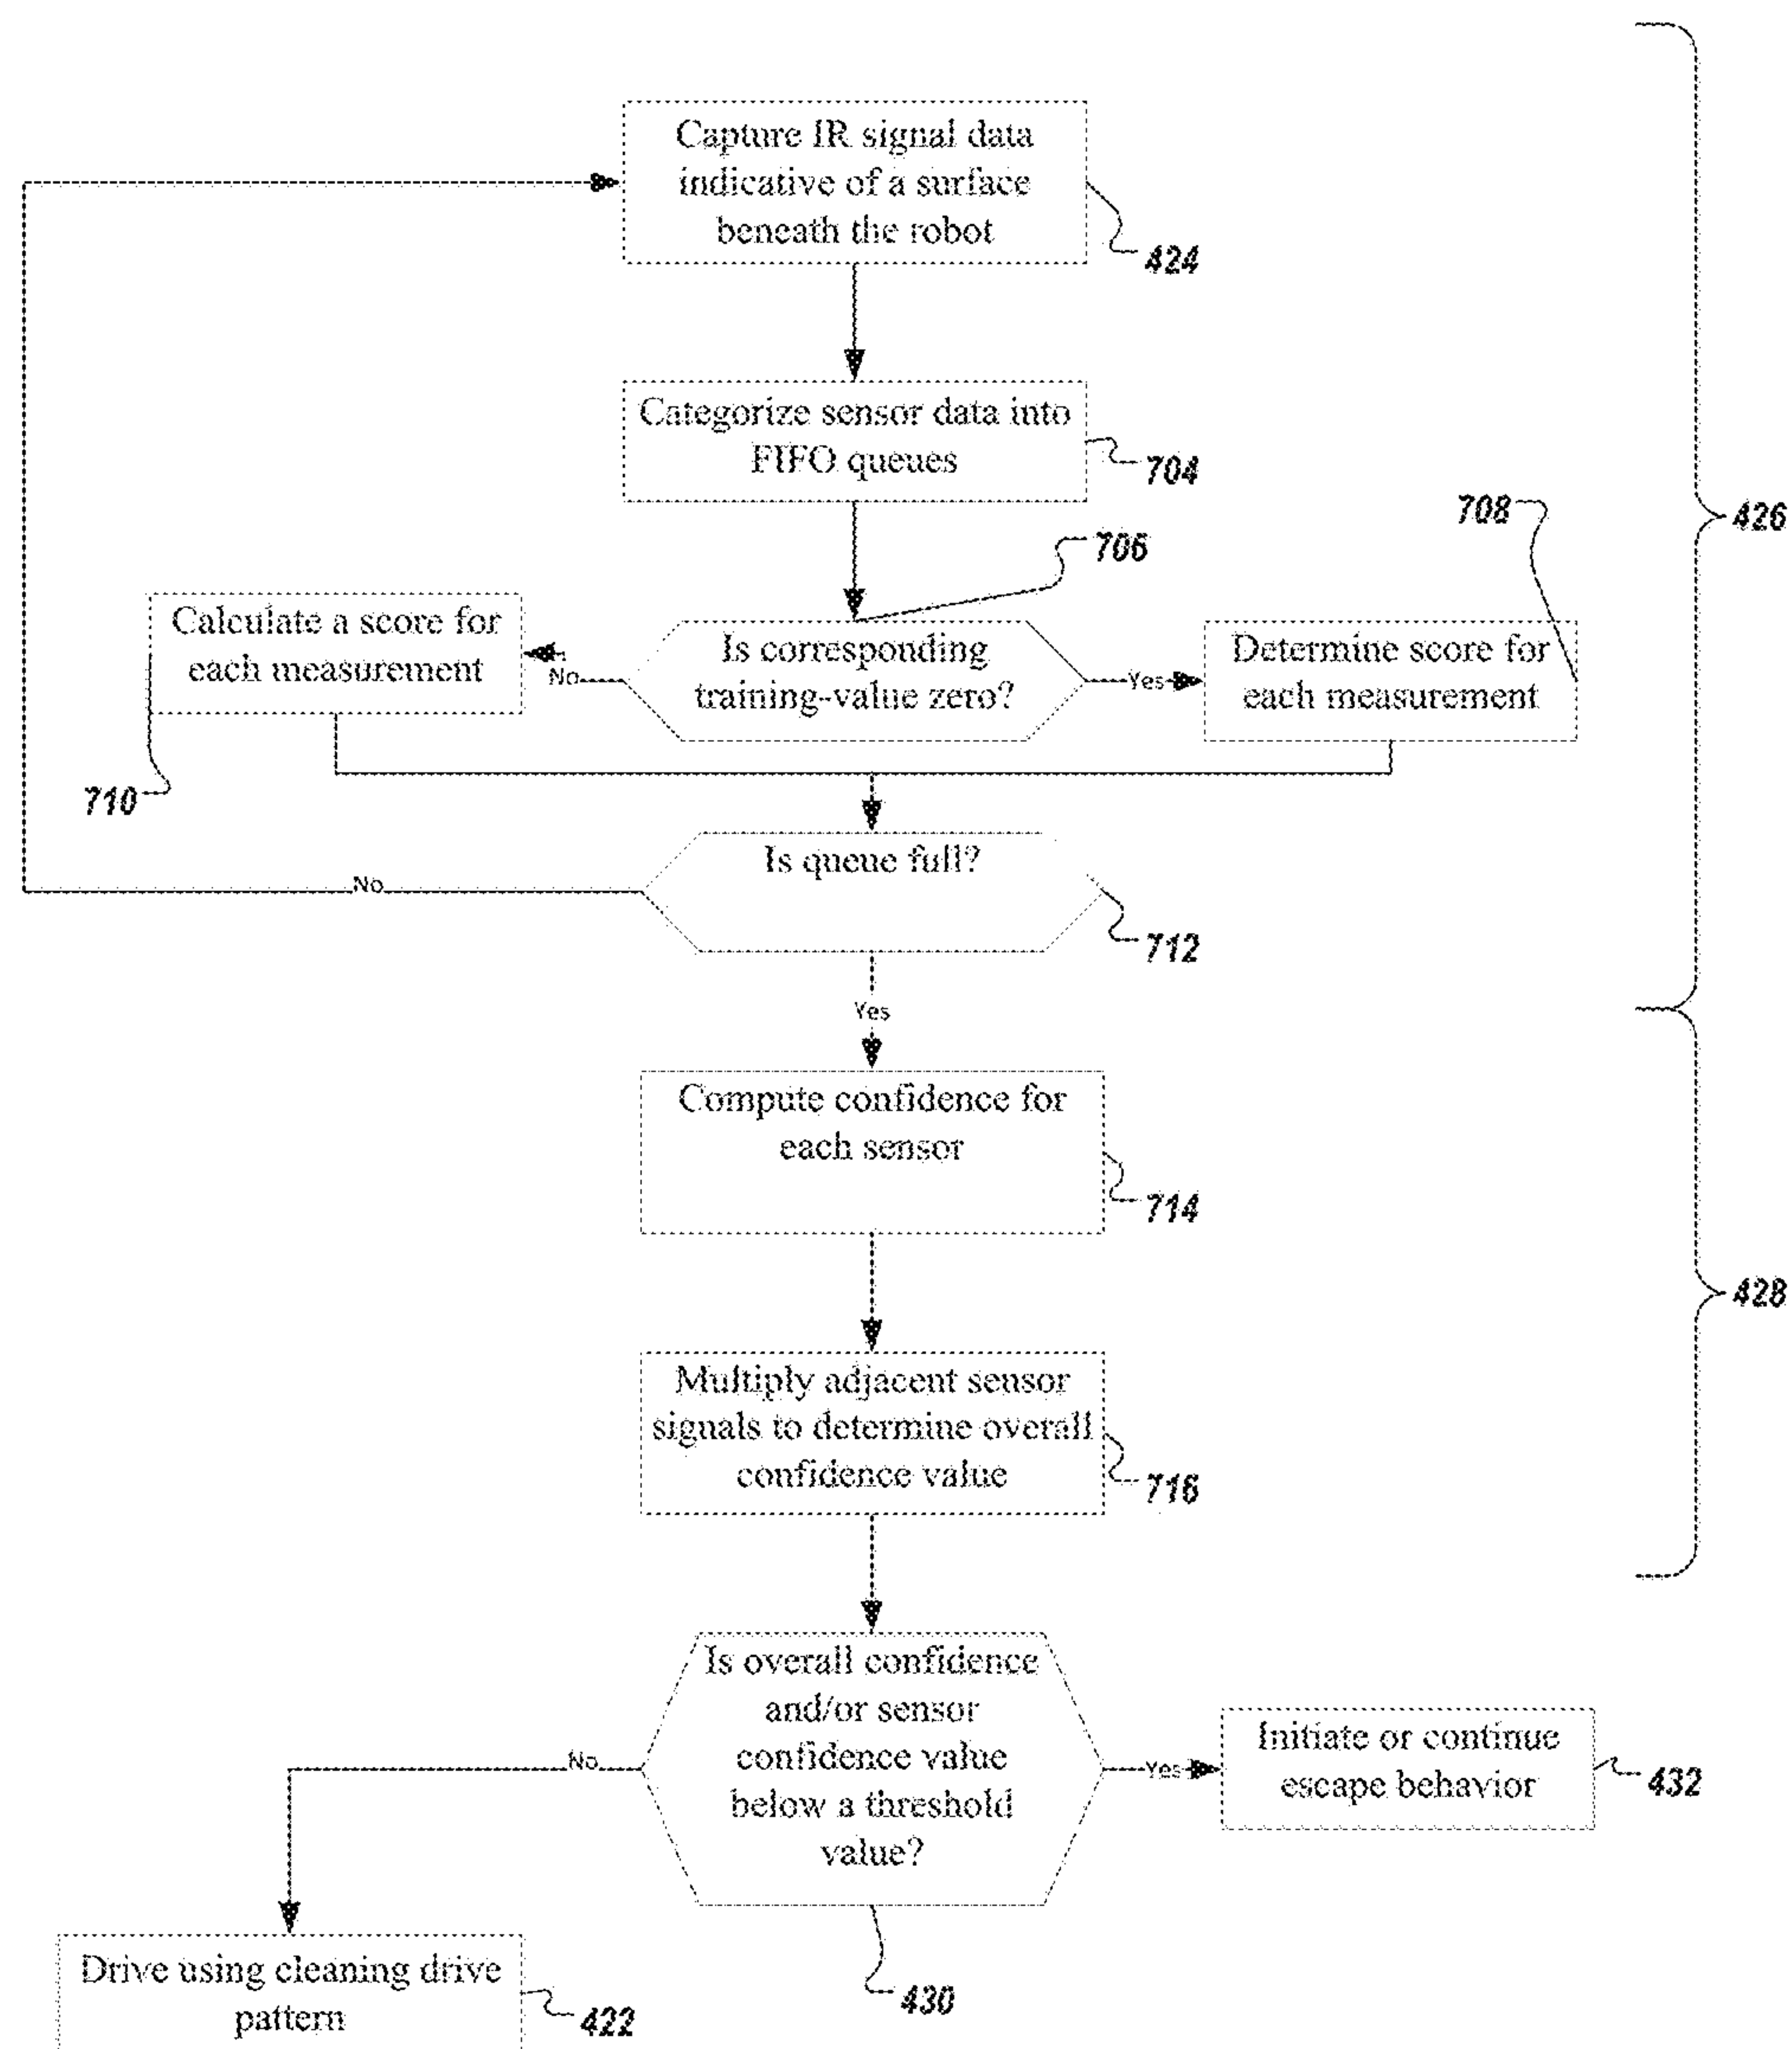 Capture IR signal data
indicative of a surface
beneath the robot
424
Categorize sensor data into
FIFO queues
704
708
426
706
Calculate a score for
each measurement
No
Is corresponding
training-value zero?
Yes
Determine score for
each measurement
710
Is queue full?
No
712
Yes
Compute confidence for
each sensor
714
428
Multiply adjacent sensor
signals to determine overall
confidence value
716
Is overall confidence
and/or sensor
confidence value
below a threshold
value?
No
Yes
Initiate or continue
escape behavior
432
430
Drive using cleaning drive
pattern
422